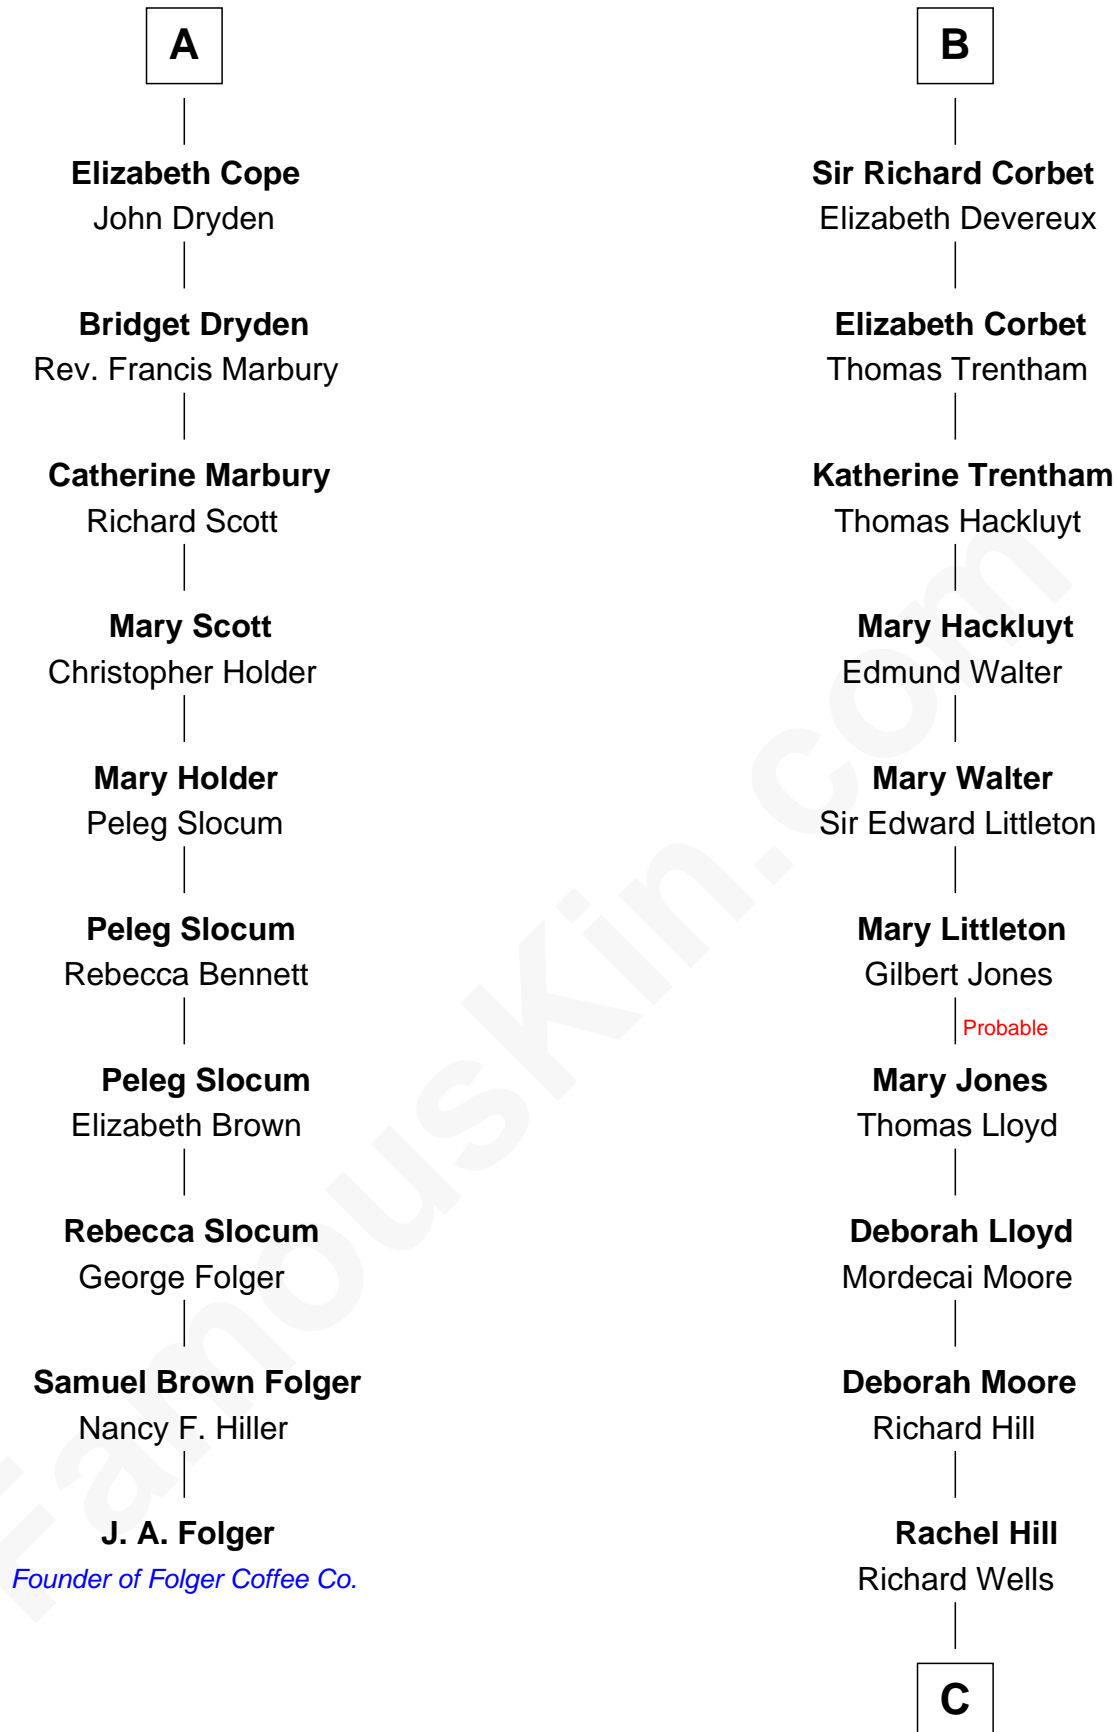 A
Elizabeth Cope
John Dryden
Bridget Dryden
Rev. Francis Marbury
Catherine Marbury
Richard Scott
Mary Scott
Christopher Holder
Mary Holder
Peleg Slocum
Peleg Slocum
Rebecca Bennett
Peleg Slocum
Elizabeth Brown
Rebecca Slocum
George Folger
Samuel Brown Folger
Nancy F. Hiller
J. A. Folger
Founder of Folger Coffee Co.
B
Sir Richard Corbet
Elizabeth Devereux
Elizabeth Corbet
Thomas Trentham
Katherine Trentham
Thomas Hackluyt
Mary Hackluyt
Edmund Walter
Mary Walter
Sir Edward Littleton
Mary Littleton
Gilbert Jones
Probable
Mary Jones
Thomas Lloyd
Deborah Lloyd
Mordecai Moore
Deborah Moore
Richard Hill
Rachel Hill
Richard Wells
C
FamousKin.com